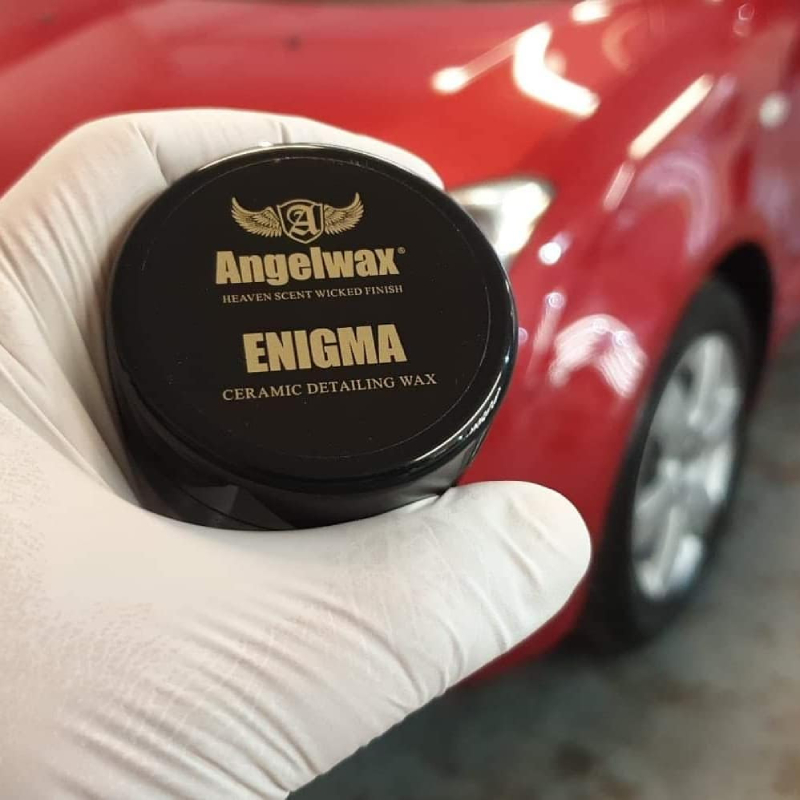 A
Angelwax®
HEAVEN SCENT WICKED FINISH
ENIGMA
CERAMIC DETAILING WAX